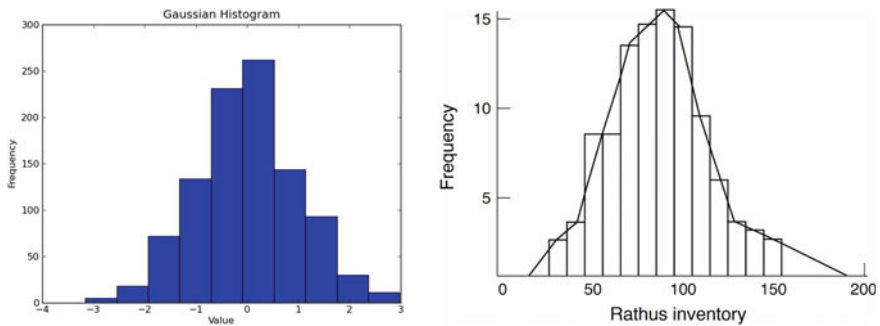 Gaussian Histogram
300
250
200
150
100
50
0
Frequency
−4 −3 −2 −1 0 1 2 3
Value
15
10
5
Frequency
0 50 100 150 200
Rathus inventory